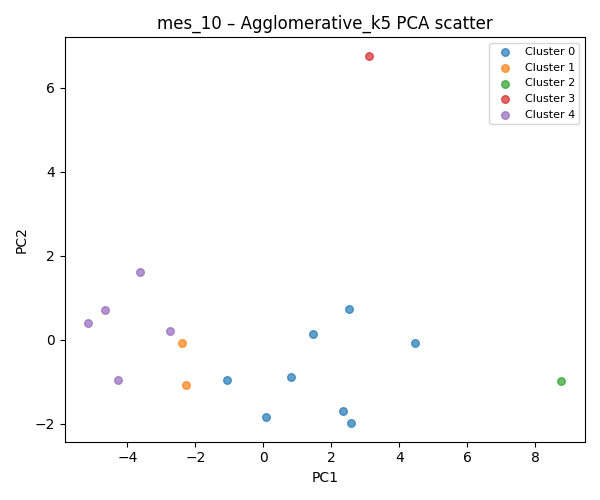 mes_10 – Agglomerative_k5 PCA scatter
Cluster 0
Cluster 1
Cluster 2
Cluster 3
Cluster 4
PC2
6
4
2
0
−2
−4
−2
0
2
4
6
8
PC1